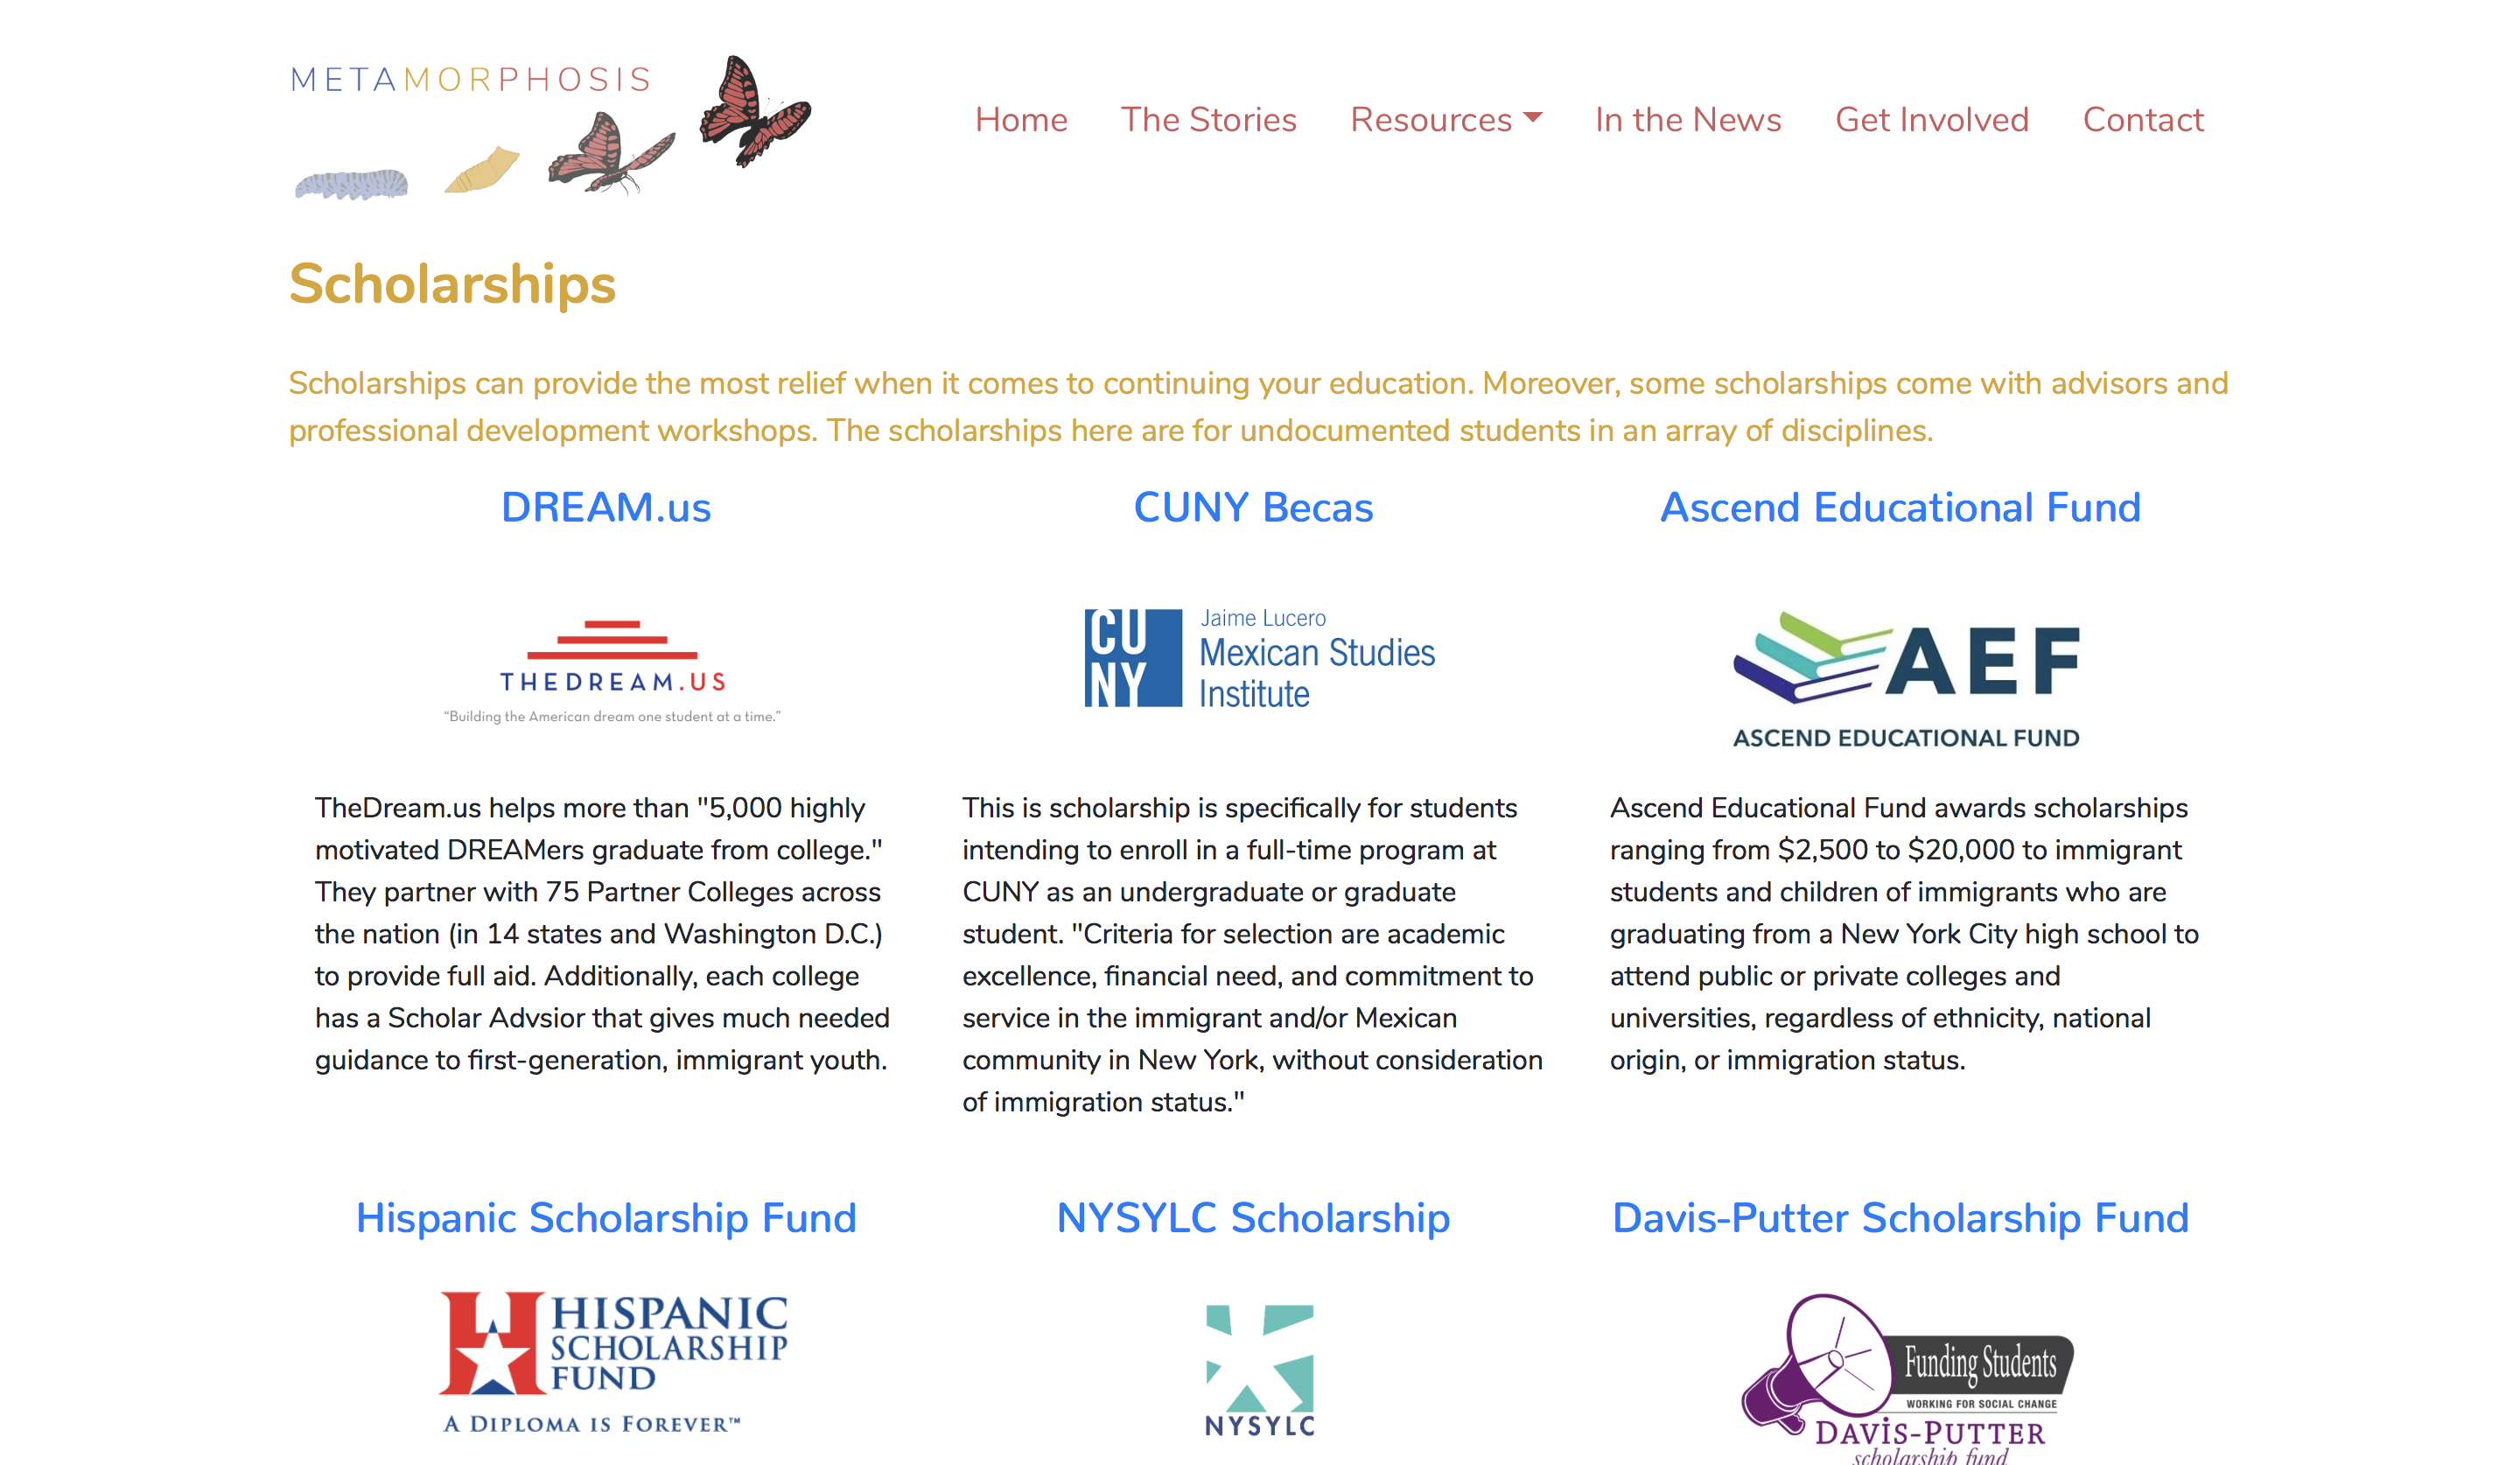 METAMORPHOSIS
Home The Stories Resources In the News Get Involved Contact
Scholarships
Scholarships can provide the most relief when it comes to continuing your education. Moreover, some scholarships come with advisors and
professional development workshops. The scholarships here are for undocumented students in an array of disciplines.
DREAM.us
THEDREAM.US
“Building the American dream one student at a time.”
TheDream.us helps more than "5,000 highly
motivated DREAMers graduate from college."
They partner with 75 Partner Colleges across
the nation (in 14 states and Washington D.C.)
to provide full aid. Additionally, each college
has a Scholar Advsior that gives much needed
guidance to first-generation, immigrant youth.
CUNY Becas
CU
NY
Jaime Lucero
Mexican Studies
Institute
This is scholarship is specifically for students
intending to enroll in a full-time program at
CUNY as an undergraduate or graduate
student. "Criteria for selection are academic
excellence, financial need, and commitment to
service in the immigrant and/or Mexican
community in New York, without consideration
of immigration status."
Ascend Educational Fund
AEF
ASCEND EDUCATIONAL FUND
Ascend Educational Fund awards scholarships
ranging from $2,500 to $20,000 to immigrant
students and children of immigrants who are
graduating from a New York City high school to
attend public or private colleges and
universities, regardless of ethnicity, national
origin, or immigration status.
Hispanic Scholarship Fund
HISPANIC
SCHOLARSHIP
FUND
A DIPLOMA IS FOREVER™
NYSYLC Scholarship
NYSYLC
Davis-Putter Scholarship Fund
Funding Students
WORKING FOR SOCIAL CHANGE
DAVIS-PUTTER
scholarship fund